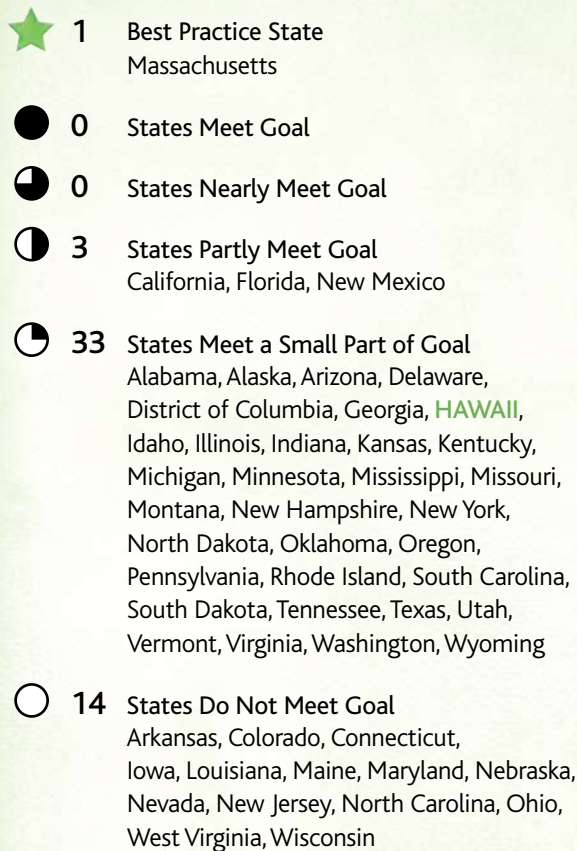 1 Best Practice State
Massachusetts
0 States Meet Goal
0 States Nearly Meet Goal
3 States Partly Meet Goal
California, Florida, New Mexico
33 States Meet a Small Part of Goal
Alabama, Alaska, Arizona, Delaware,
District of Columbia, Georgia, HAWAII,
Idaho, Illinois, Indiana, Kansas, Kentucky,
Michigan, Minnesota, Mississippi, Missouri,
Montana, New Hampshire, New York,
North Dakota, Oklahoma, Oregon,
Pennsylvania, Rhode Island, South Carolina,
South Dakota, Tennessee, Texas, Utah,
Vermont, Virginia, Washington, Wyoming
14 States Do Not Meet Goal
Arkansas, Colorado, Connecticut,
Iowa, Louisiana, Maine, Maryland, Nebraska,
Nevada, New Jersey, North Carolina, Ohio,
West Virginia, Wisconsin